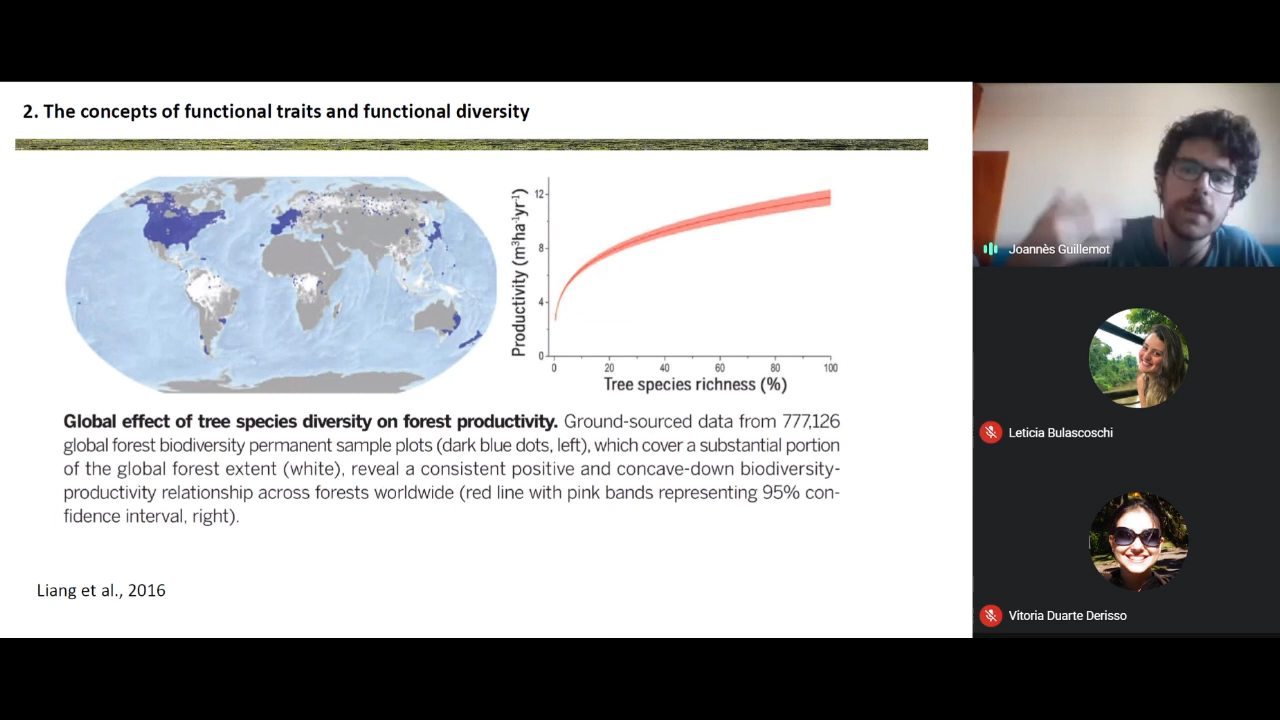 2. The concepts of functional traits and functional diversity
Productivity (m³ha⁻¹yr⁻¹)
12
8
4
0
0 20 40 60 80 100
Tree species richness (%)
Global effect of tree species diversity on forest productivity. Ground-sourced data from 777,126
global forest biodiversity permanent sample plots (dark blue dots, left), which cover a substantial portion
of the global forest extent (white), reveal a consistent positive and concave-down biodiversity-
productivity relationship across forests worldwide (red line with pink bands representing 95% con-
fidence interval, right).
Liang et al., 2016
Joannès Guillemot
Leticia Bulascoschi
Vitoria Duarte Derisso